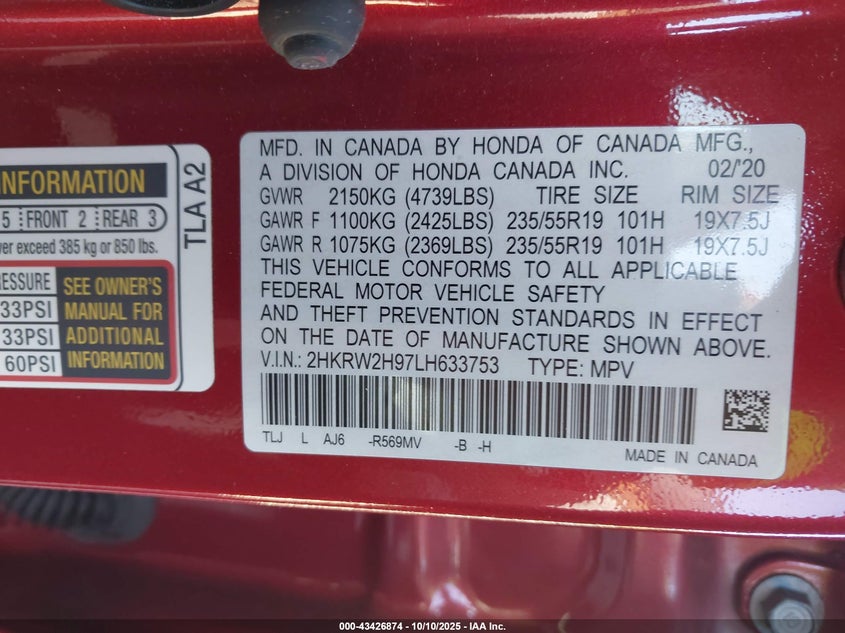 INFORMATION
5 FRONT 2 REAR 3
exceed 385 kg or 850 lbs.
33PSI
33PSI
60PSI
SEE OWNER'S
MANUAL FOR
ADDITIONAL
INFORMATION
TLA A2
MFD. IN CANADA BY HONDA OF CANADA MFG.,
A DIVISION OF HONDA CANADA INC. 02/'20
GVWR 2150KG (4739LBS) TIRE SIZE RIM SIZE
GAWR F 1100KG (2425LBS) 235/55R19 101H 19X7.5J
GAWR R 1075KG (2369LBS) 235/55R19 101H 19X7.5J
THIS VEHICLE CONFORMS TO ALL APPLICABLE
FEDERAL MOTOR VEHICLE SAFETY
AND THEFT PREVENTION STANDARDS IN EFFECT
ON THE DATE OF MANUFACTURE SHOWN ABOVE.
V.I.N.: 2HKRW2H97LH633753 TYPE: MPV
TLJ L AJ6 -R569MV -B -H
MADE IN CANADA
000-43426874 - 10/10/2025 - IAA Inc.